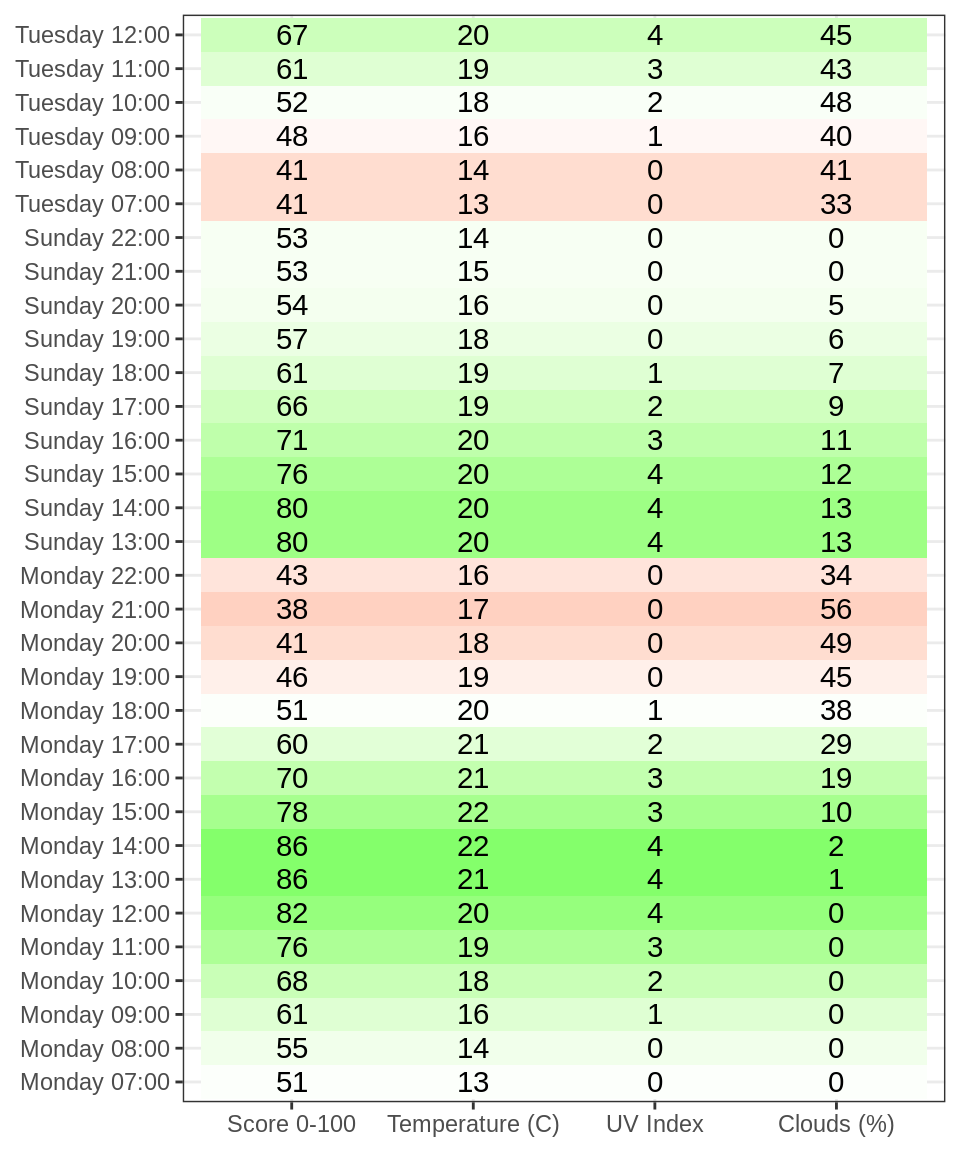 Tuesday 12:00 67 20 4 45
Tuesday 11:00 61 19 3 43
Tuesday 10:00 52 18 2 48
Tuesday 09:00 48 16 1 40
Tuesday 08:00 41 14 0 41
Tuesday 07:00 41 13 0 33
Sunday 22:00 53 14 0 0
Sunday 21:00 53 15 0 0
Sunday 20:00 54 16 0 5
Sunday 19:00 57 18 0 6
Sunday 18:00 61 19 1 7
Sunday 17:00 66 19 2 9
Sunday 16:00 71 20 3 11
Sunday 15:00 76 20 4 12
Sunday 14:00 80 20 4 13
Sunday 13:00 80 20 4 13
Monday 22:00 43 16 0 34
Monday 21:00 38 17 0 56
Monday 20:00 41 18 0 49
Monday 19:00 46 19 0 45
Monday 18:00 51 20 1 38
Monday 17:00 60 21 2 29
Monday 16:00 70 21 3 19
Monday 15:00 78 22 3 10
Monday 14:00 86 22 4 2
Monday 13:00 86 21 4 1
Monday 12:00 82 20 4 0
Monday 11:00 76 19 3 0
Monday 10:00 68 18 2 0
Monday 09:00 61 16 1 0
Monday 08:00 55 14 0 0
Monday 07:00 51 13 0 0
Score 0-100 Temperature (C) UV Index Clouds (%)